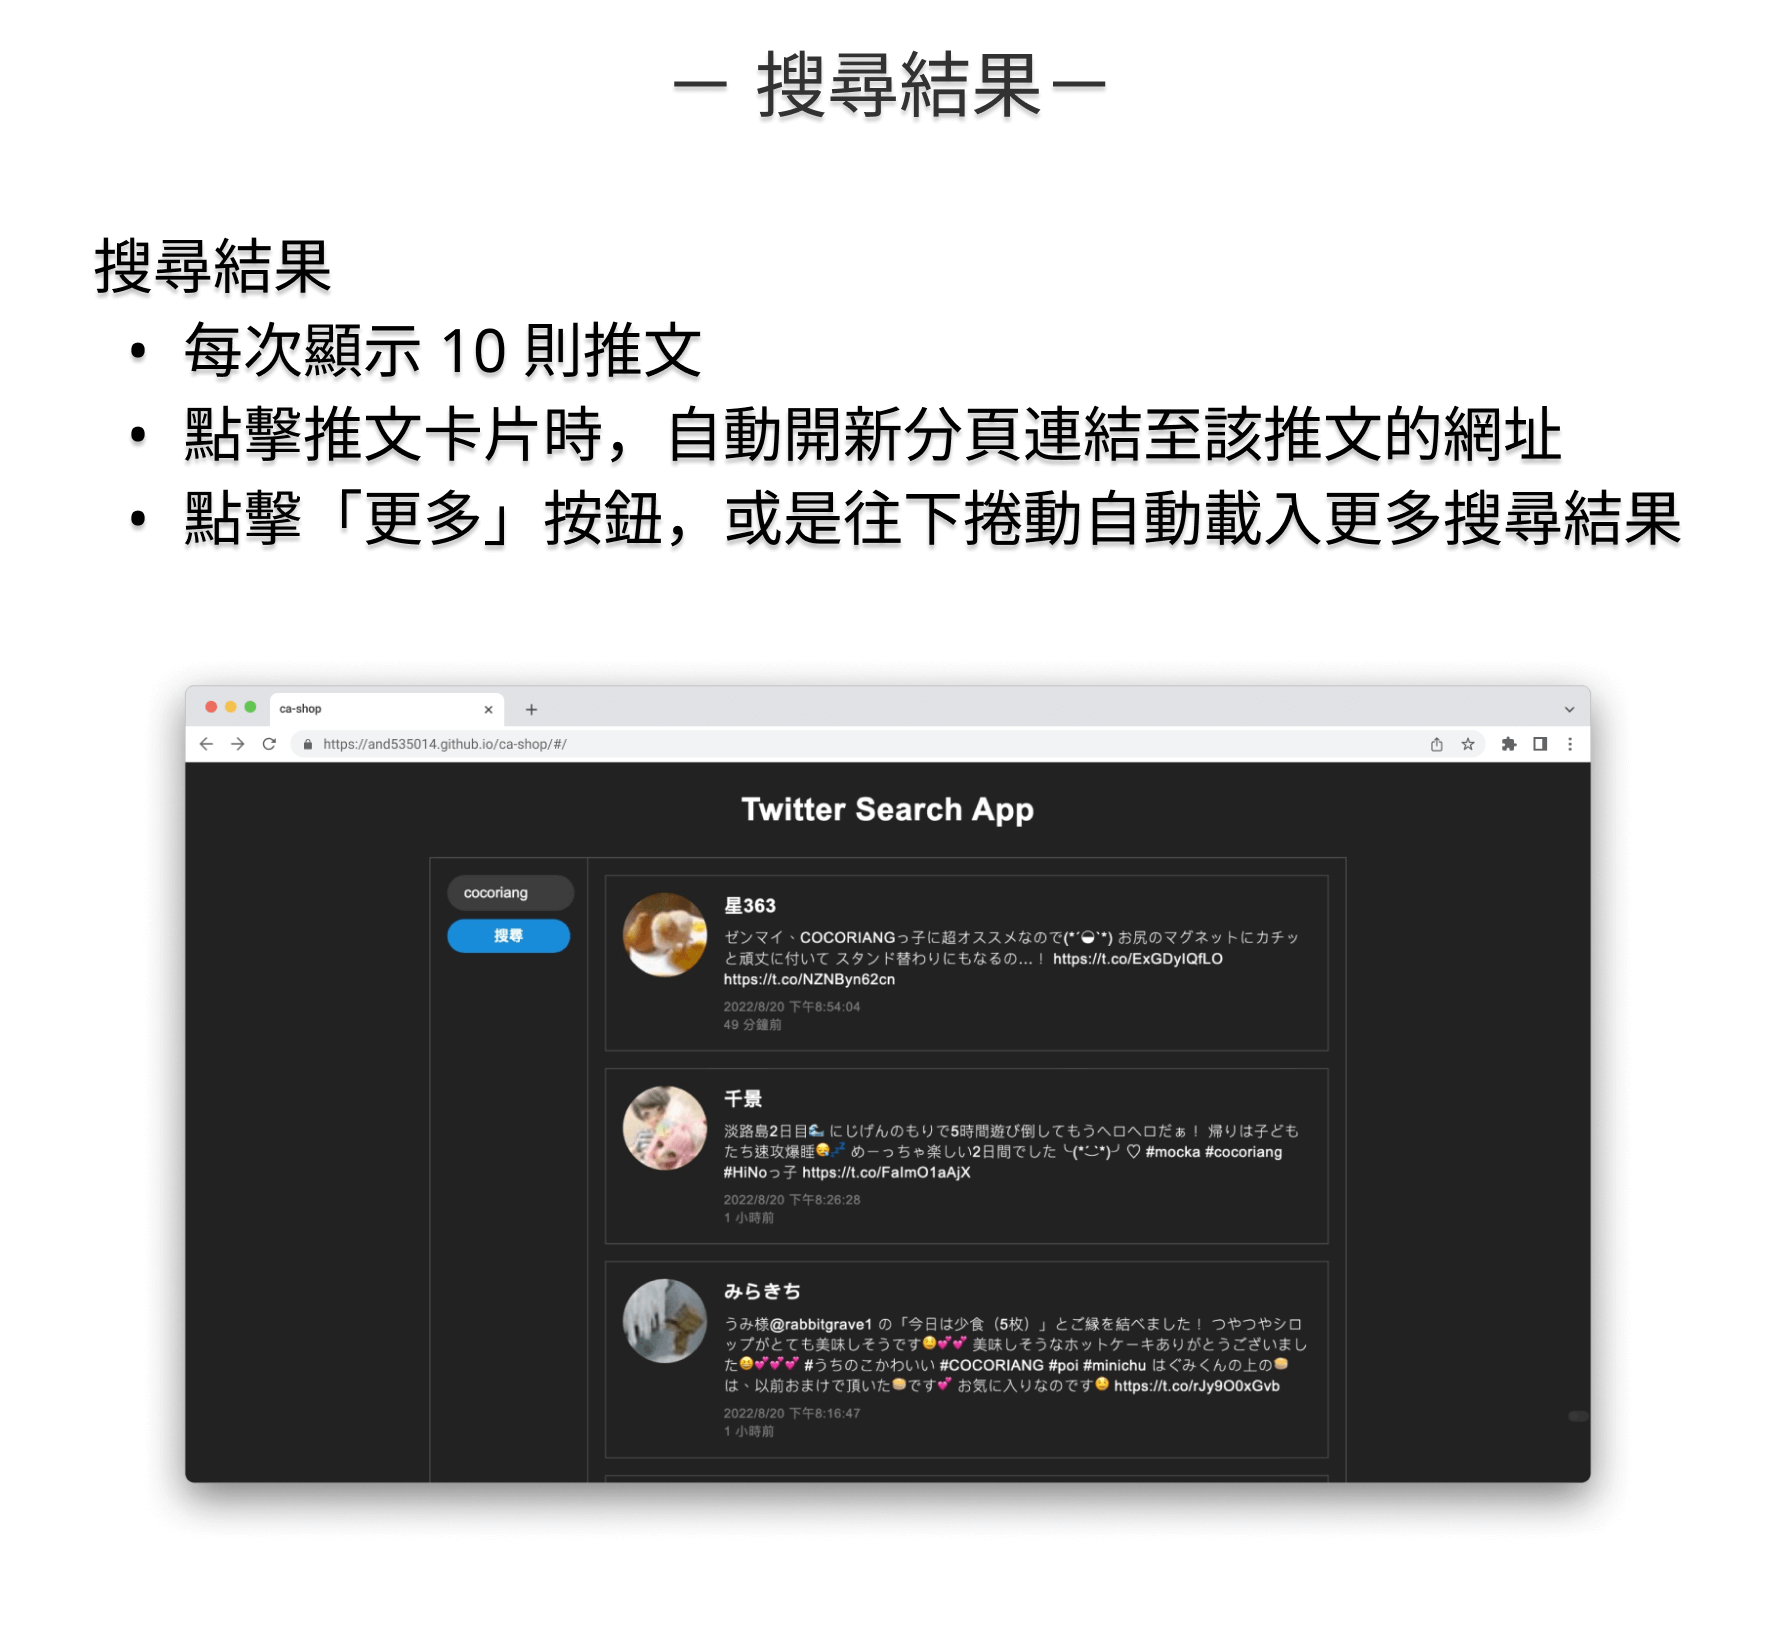 － 搜尋結果－
搜尋結果
• 每次顯示 10 則推文
• 點擊推文卡片時，自動開新分頁連結至該推文的網址
• 點擊「更多」按鈕，或是往下捲動自動載入更多搜尋結果
ca-shop
https://and535014.github.io/ca-shop/#/
Twitter Search App
cocoriang
搜尋
星363
ゼンマイ、COCORIANGっ子に超オススメなので(*´◒`*) お尻のマグネットにカチッ
と頑丈に付いて スタンド替わりにもなるの…！ https://t.co/ExGDyIQfLO
https://t.co/NZNByn62cn
2022/8/20 下午8:54:04
49 分鐘前
千景
淡路島2日目🌊 にじげんのもりで5時間遊び倒してもうヘロヘロだぁ！ 帰りは子ども
たち速攻爆睡😪💤 めーっちゃ楽しい2日間でした ╰(*´︶`*)╯♡ #mocka #cocoriang
#HiNoっ子 https://t.co/FaImO1aAjX
2022/8/20 下午8:26:28
1 小時前
みらきち
うみ様@rabbitgrave1 の「今日は少食（5枚）」とご縁を結べました！ つやつやシロ
ップがとても美味しそうです😋💕💕 美味しそうなホットケーキありがとうございまし
た😆💕💕💕 #うちのこかわいい #COCORIANG #poi #minichu はぐみくんの上の🥞
は、以前おまけで頂いた🥞です💕 お気に入りなのです😋 https://t.co/rJy9O0xGvb
2022/8/20 下午8:16:47
1 小時前